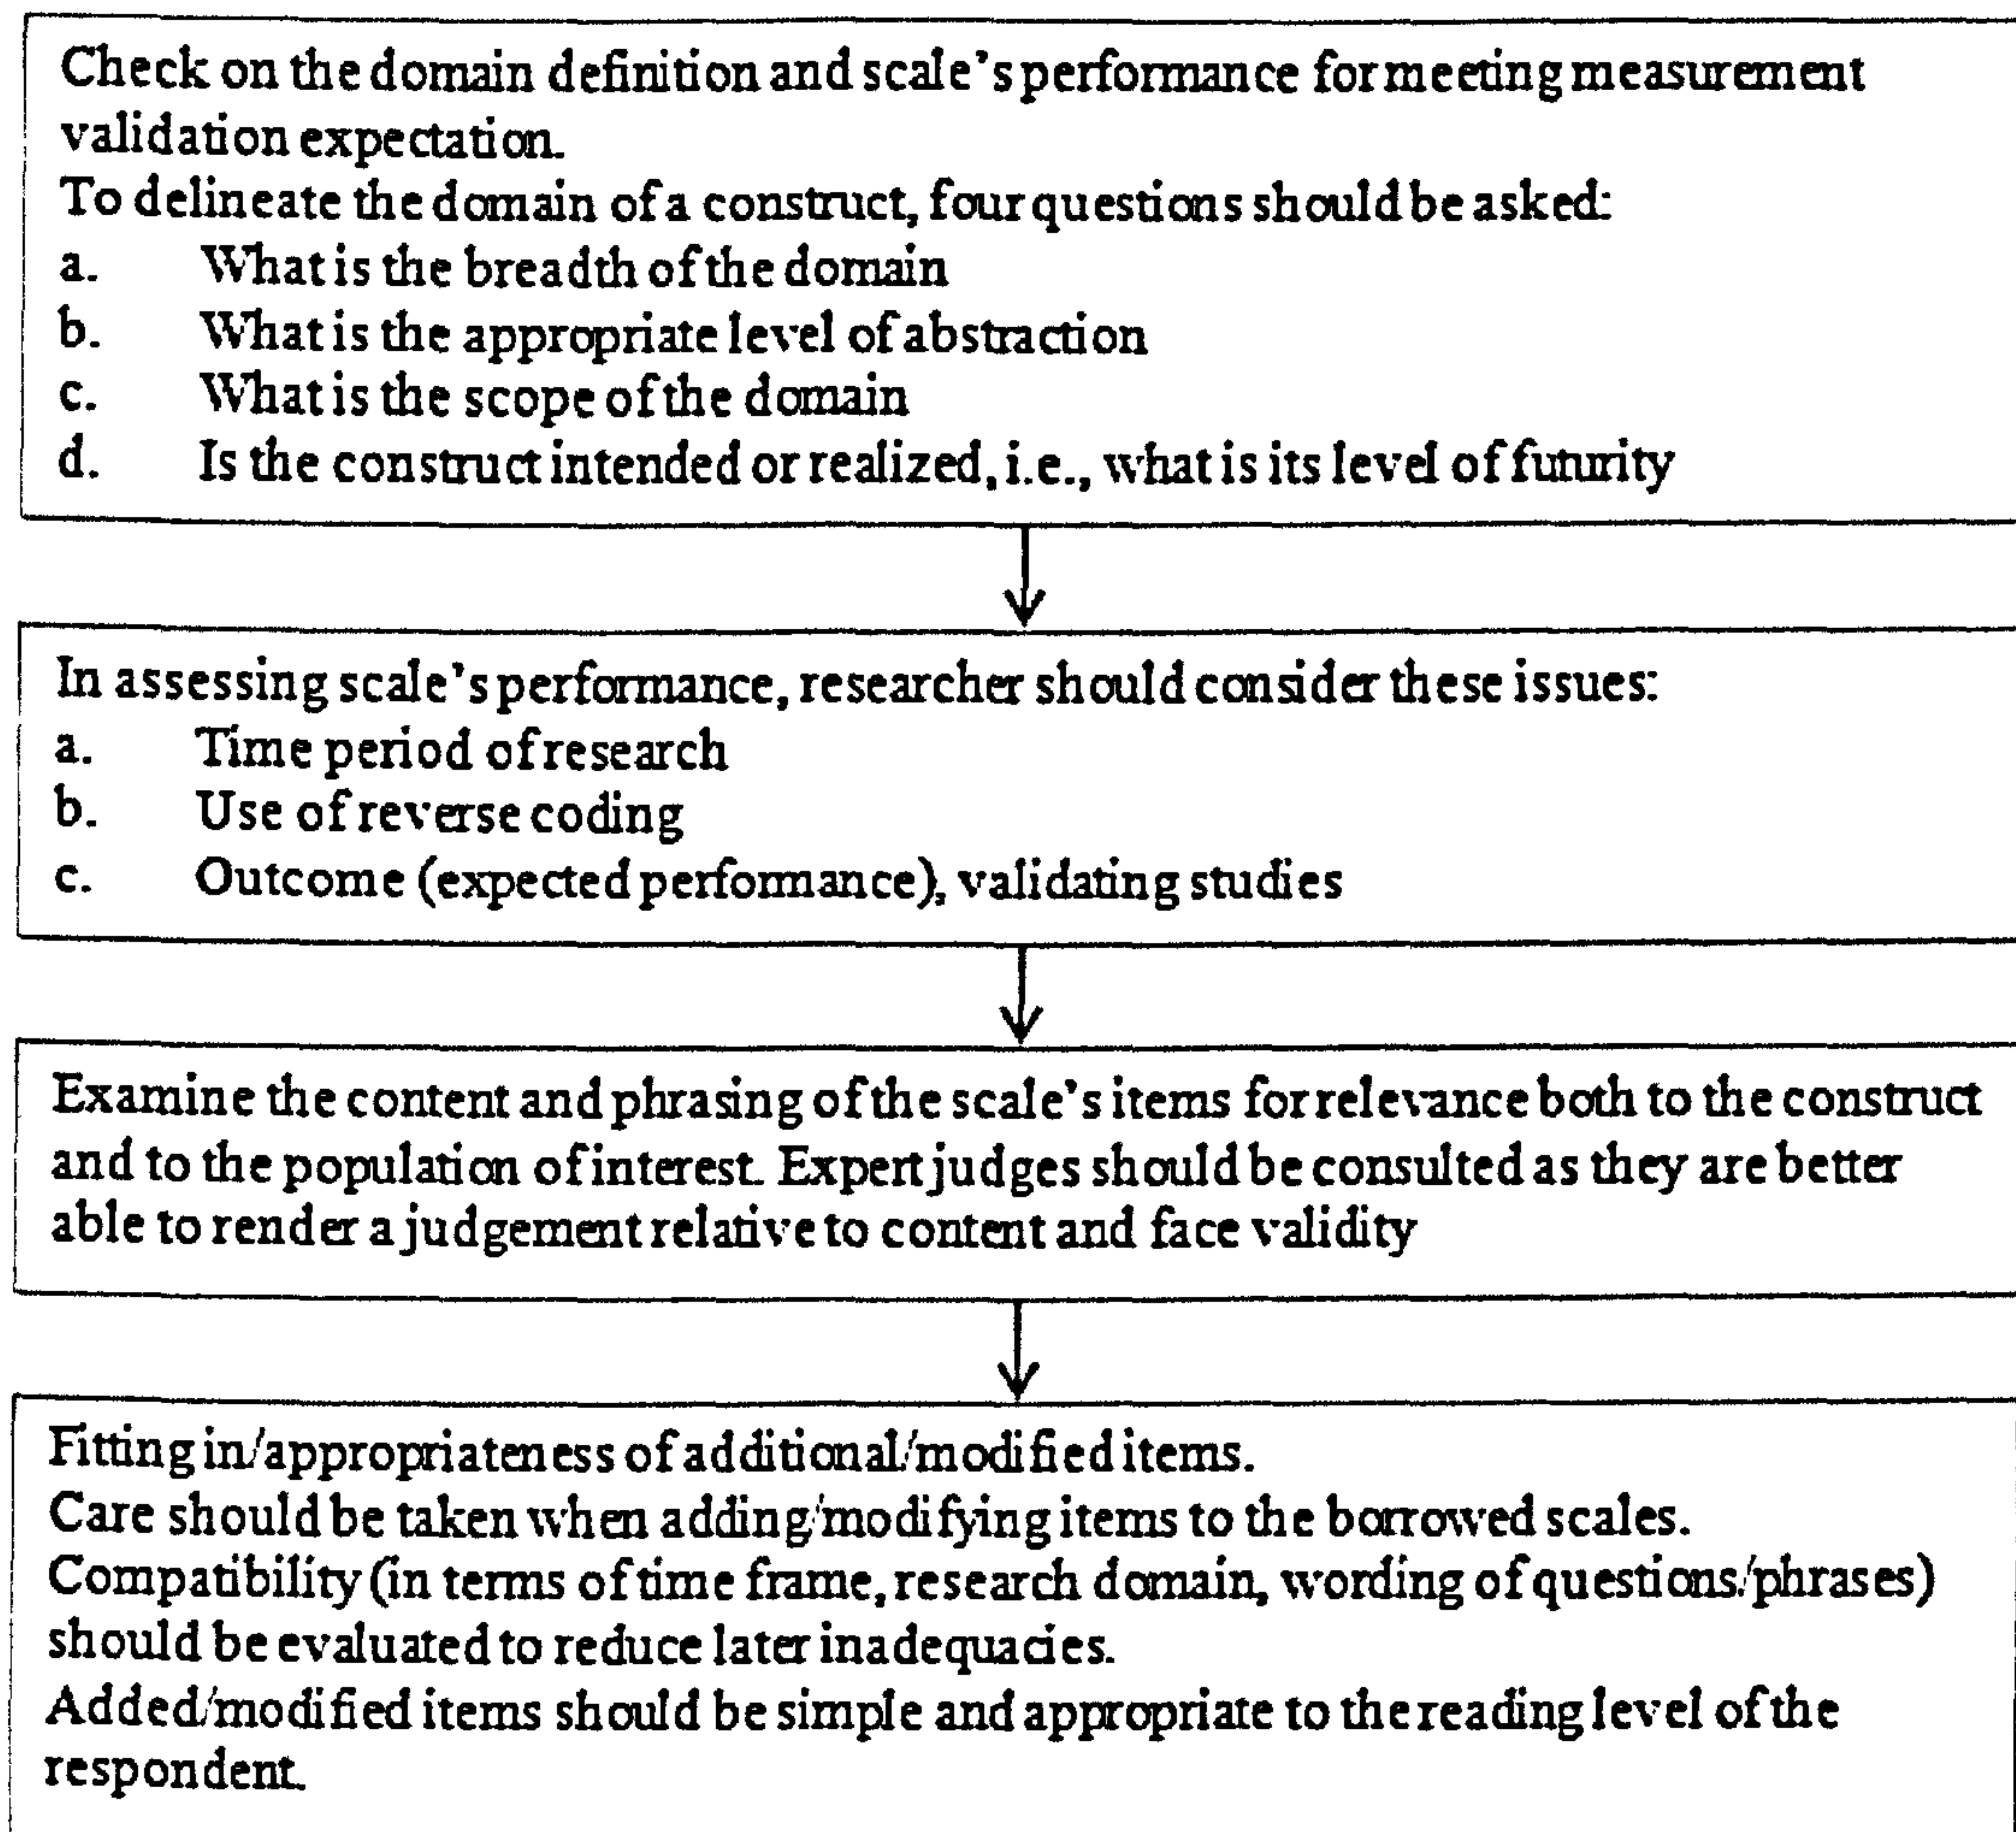 Check on the domain definition and scale's performance for meeting measurement
validation expectation.
To delineate the domain of a construct, four questions should be asked:
a. What is the breadth of the domain
b. What is the appropriate level of abstraction
c. What is the scope of the domain
d. Is the construct intended or realized, i.e., what is its level of futurity
In assessing scale's performance, researcher should consider these issues:
a. Time period of research
b. Use of reverse coding
c. Outcome (expected performance), validating studies
Examine the content and phrasing of the scale's items for relevance both to the construct
and to the population of interest. Expert judges should be consulted as they are better
able to render a judgement relative to content and face validity
Fitting in/appropriateness of additional/modified items.
Care should be taken when adding/modifying items to the borrowed scales.
Compatibility (in terms of time frame, research domain, wording of questions/phrases)
should be evaluated to reduce later inadequacies.
Added/modified items should be simple and appropriate to the reading level of the
respondent.